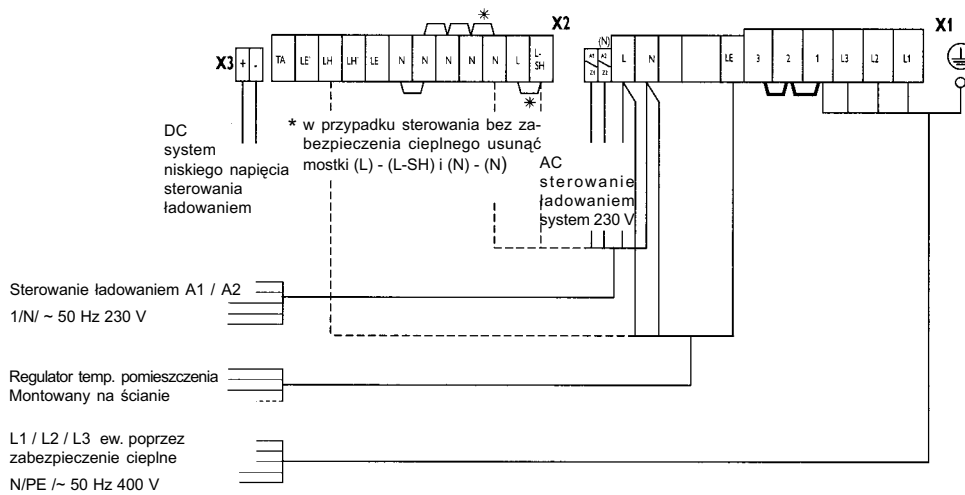 *
X2
X1
(N)
X3 + -
TA LE' LH LH' LE N N N N N L L-SH
A1 A2 L N LE 3 2 1 L3 L2 L1
Z1 Z2
*
DC
system
niskiego napięcia
sterowania
ładowaniem
* w przypadku sterowania bez za-
bezpieczenia cieplnego usunąć
mostki (L) - (L-SH) i (N) - (N)
AC
sterowanie
ładowaniem
system 230 V
Sterowanie ładowaniem A1 / A2
1/N/ ~ 50 Hz 230 V
Regulator temp. pomieszczenia
Montowany na ścianie
L1 / L2 / L3 ew. poprzez
zabezpieczenie cieplne
N/PE /~ 50 Hz 400 V